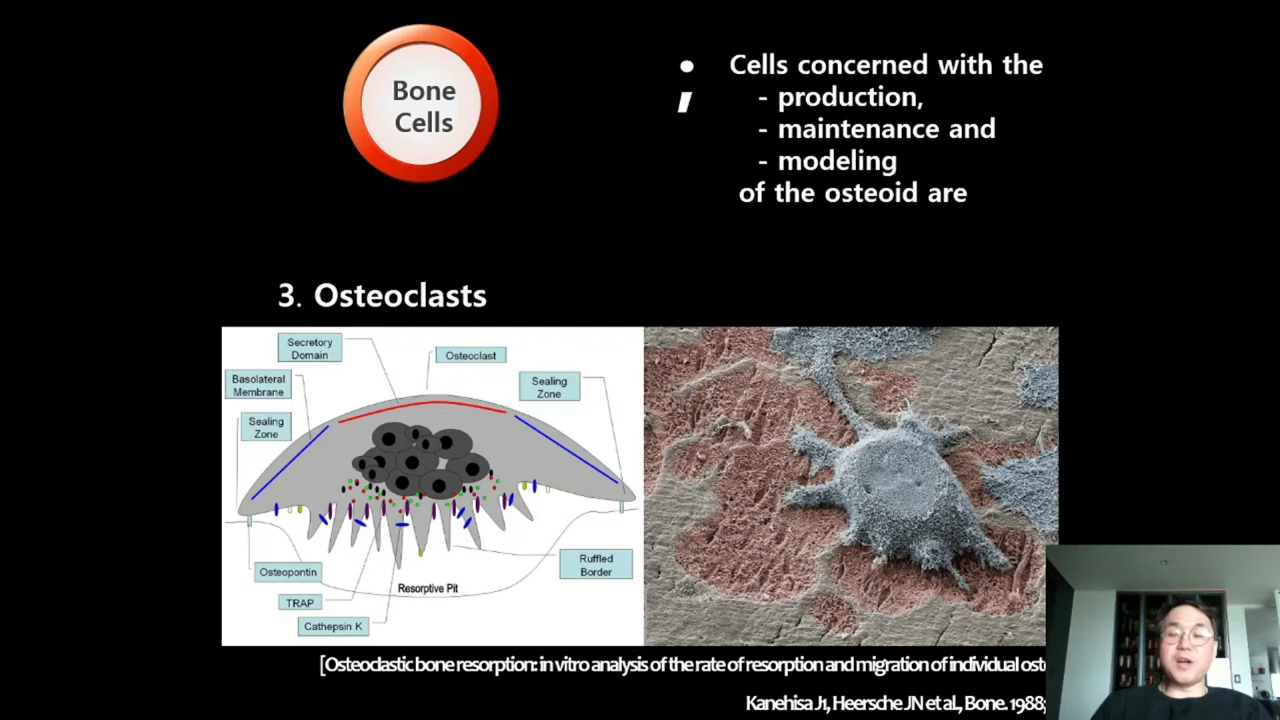 Bone
Cells
• Cells concerned with the
- production,
- maintenance and
- modeling
of the osteoid are
3. Osteoclasts
Secretory
Domain
Osteoclast
Basolateral
Membrane
Sealing
Zone
Sealing
Zone
Osteopontin
Ruffled
Border
Resorptive Pit
TRAP
Cathepsin K
[Osteoclastic bone resorption: in vitro analysis of the rate of resorption and migration of individual
Kanehisa J1, Heersche JN et al., Bone. 1988;